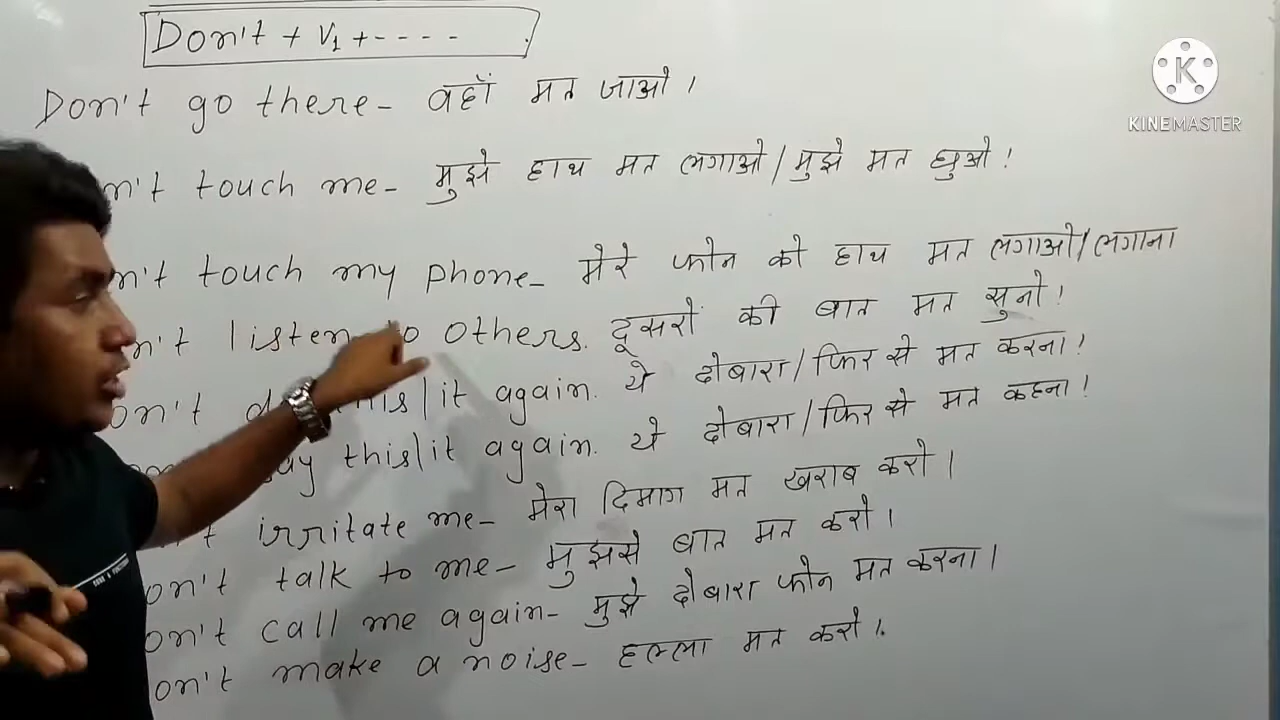 Don't + V1 + ----
Don't go there - वहाँ मत जाओ।
n't touch me - मुझे हाथ मत लगाओ/मुझे मत छुओ!
n't touch my phone - मेरे फोन को हाथ मत लगाओ/लगाना
n't listen to others. दूसरों की बात मत सुनो!
on't d his/it again. ये दोबारा/फिर से मत करना!
ay this/it again. ये दोबारा/फिर से मत कहना!
't irritate me - मेरा दिमाग मत खराब करो।
on't talk to me - मुझसे बात मत करो।
on't call me again - मुझे दोबारा फोन मत करना।
on't make a noise - हल्ला मत करो।
K
KINEMASTER